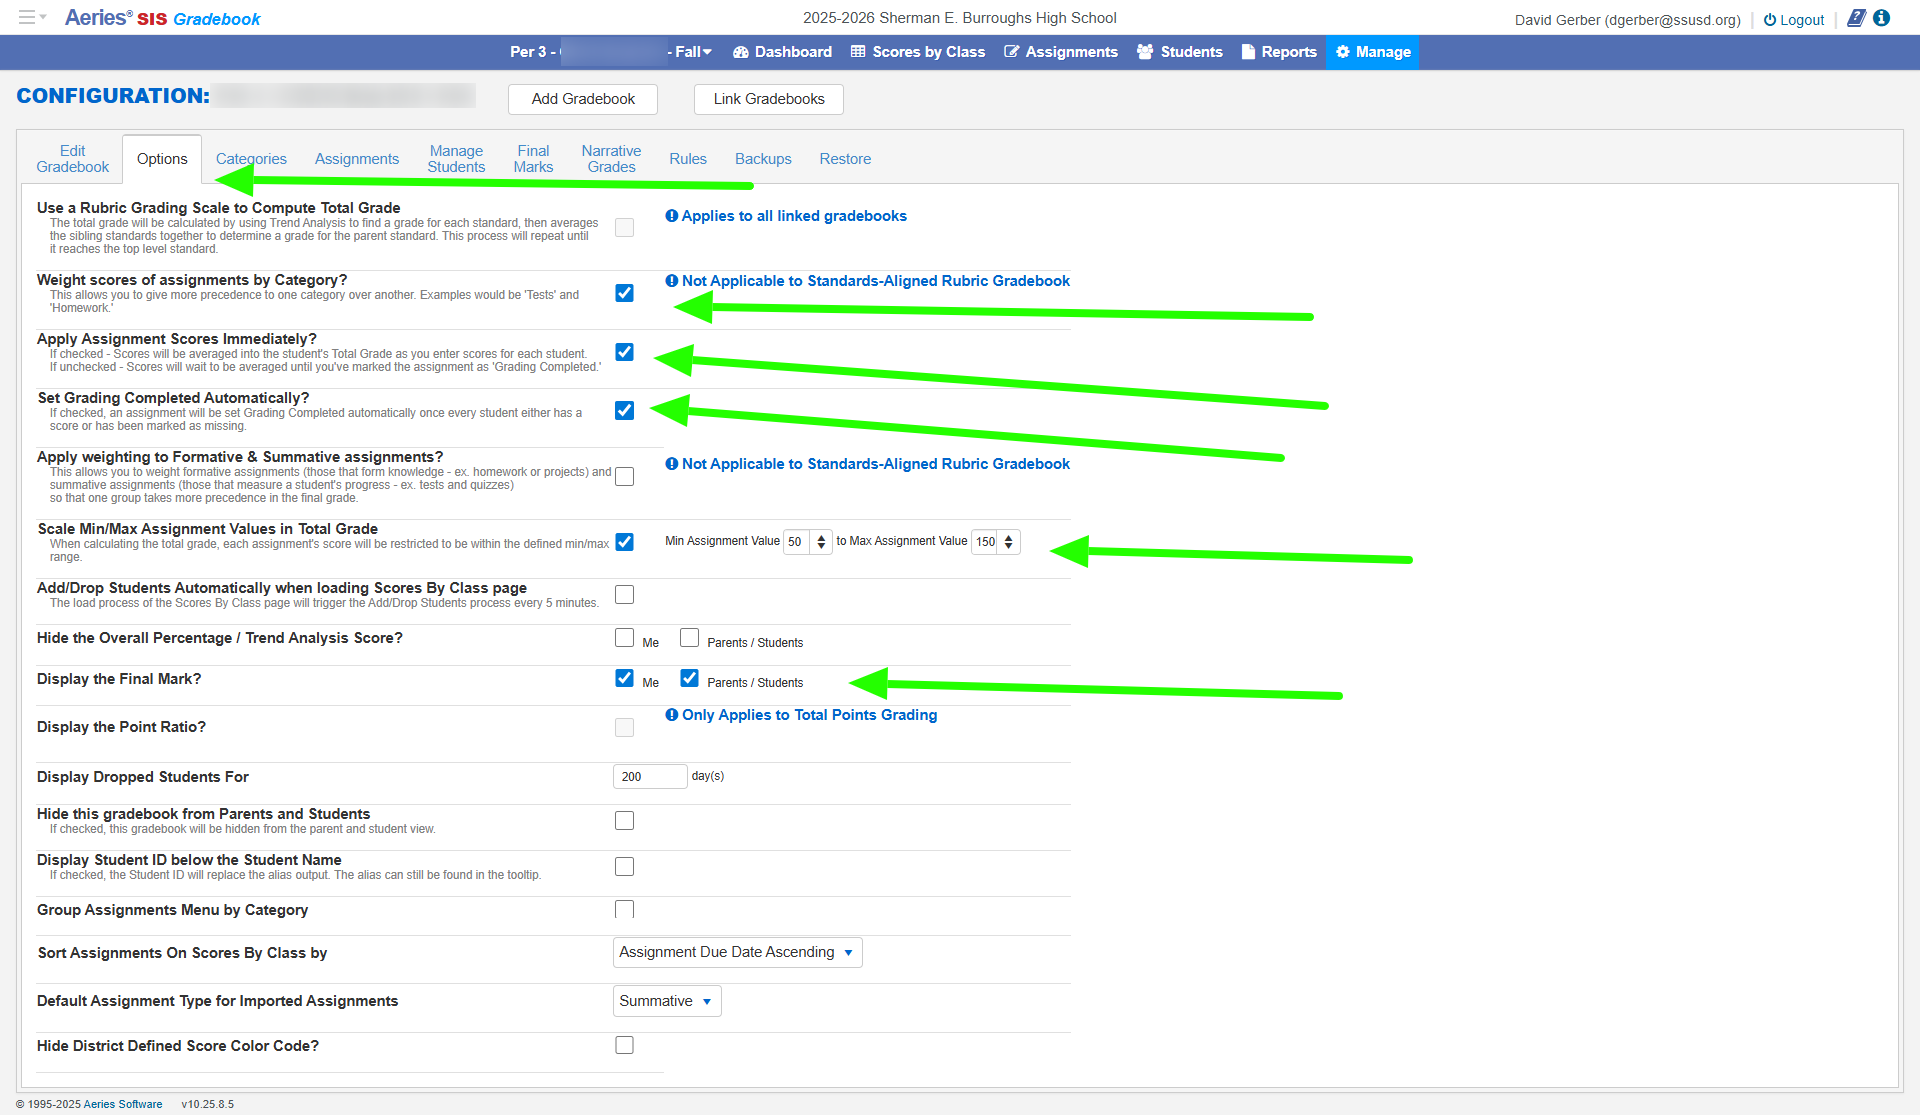 Aeries® SIS Gradebook
2025-2026 Sherman E. Burroughs High School
David Gerber (dgerber@ssusd.org)
Logout
Per 3 -
- Fall
Dashboard
Scores by Class
Assignments
Students
Reports
Manage
CONFIGURATION:
Add Gradebook
Link Gradebooks
Edit
Gradebook
Options
Categories
Assignments
Manage
Students
Final
Marks
Narrative
Grades
Rules
Backups
Restore
Use a Rubric Grading Scale to Compute Total Grade
The total grade will be calculated by using Trend Analysis to find a grade for each standard, then averages
the sibling standards together to determine a grade for the parent standard. This process will repeat until
it reaches the top level standard.
Applies to all linked gradebooks
Weight scores of assignments by Category?
This allows you to give more precedence to one category over another. Examples would be 'Tests' and
'Homework.'
Not Applicable to Standards-Aligned Rubric Gradebook
Apply Assignment Scores Immediately?
If checked - Scores will be averaged into the student's Total Grade as you enter scores for each student.
If unchecked - Scores will wait to be averaged until you've marked the assignment as 'Grading Completed.'
Set Grading Completed Automatically?
If checked, an assignment will be set Grading Completed automatically once every student either has a
score or has been marked as missing.
Apply weighting to Formative & Summative assignments?
This allows you to weight formative assignments (those that form knowledge - ex. homework or projects) and
summative assignments (those that measure a student's progress - ex. tests and quizzes)
so that one group takes more precedence in the final grade.
Not Applicable to Standards-Aligned Rubric Gradebook
Scale Min/Max Assignment Values in Total Grade
When calculating the total grade, each assignment's score will be restricted to be within the defined min/max
range.
Min Assignment Value 50 to Max Assignment Value 150
Add/Drop Students Automatically when loading Scores By Class page
The load process of the Scores By Class page will trigger the Add/Drop Students process every 5 minutes.
Hide the Overall Percentage / Trend Analysis Score?
Me
Parents / Students
Display the Final Mark?
Me
Parents / Students
Display the Point Ratio?
Only Applies to Total Points Grading
Display Dropped Students For
200 day(s)
Hide this gradebook from Parents and Students
If checked, this gradebook will be hidden from the parent and student view.
Display Student ID below the Student Name
If checked, the Student ID will replace the alias output. The alias can still be found in the tooltip.
Group Assignments Menu by Category
Sort Assignments On Scores By Class by
Assignment Due Date Ascending
Default Assignment Type for Imported Assignments
Summative
Hide District Defined Score Color Code?
© 1995-2025 Aeries Software v10.25.8.5